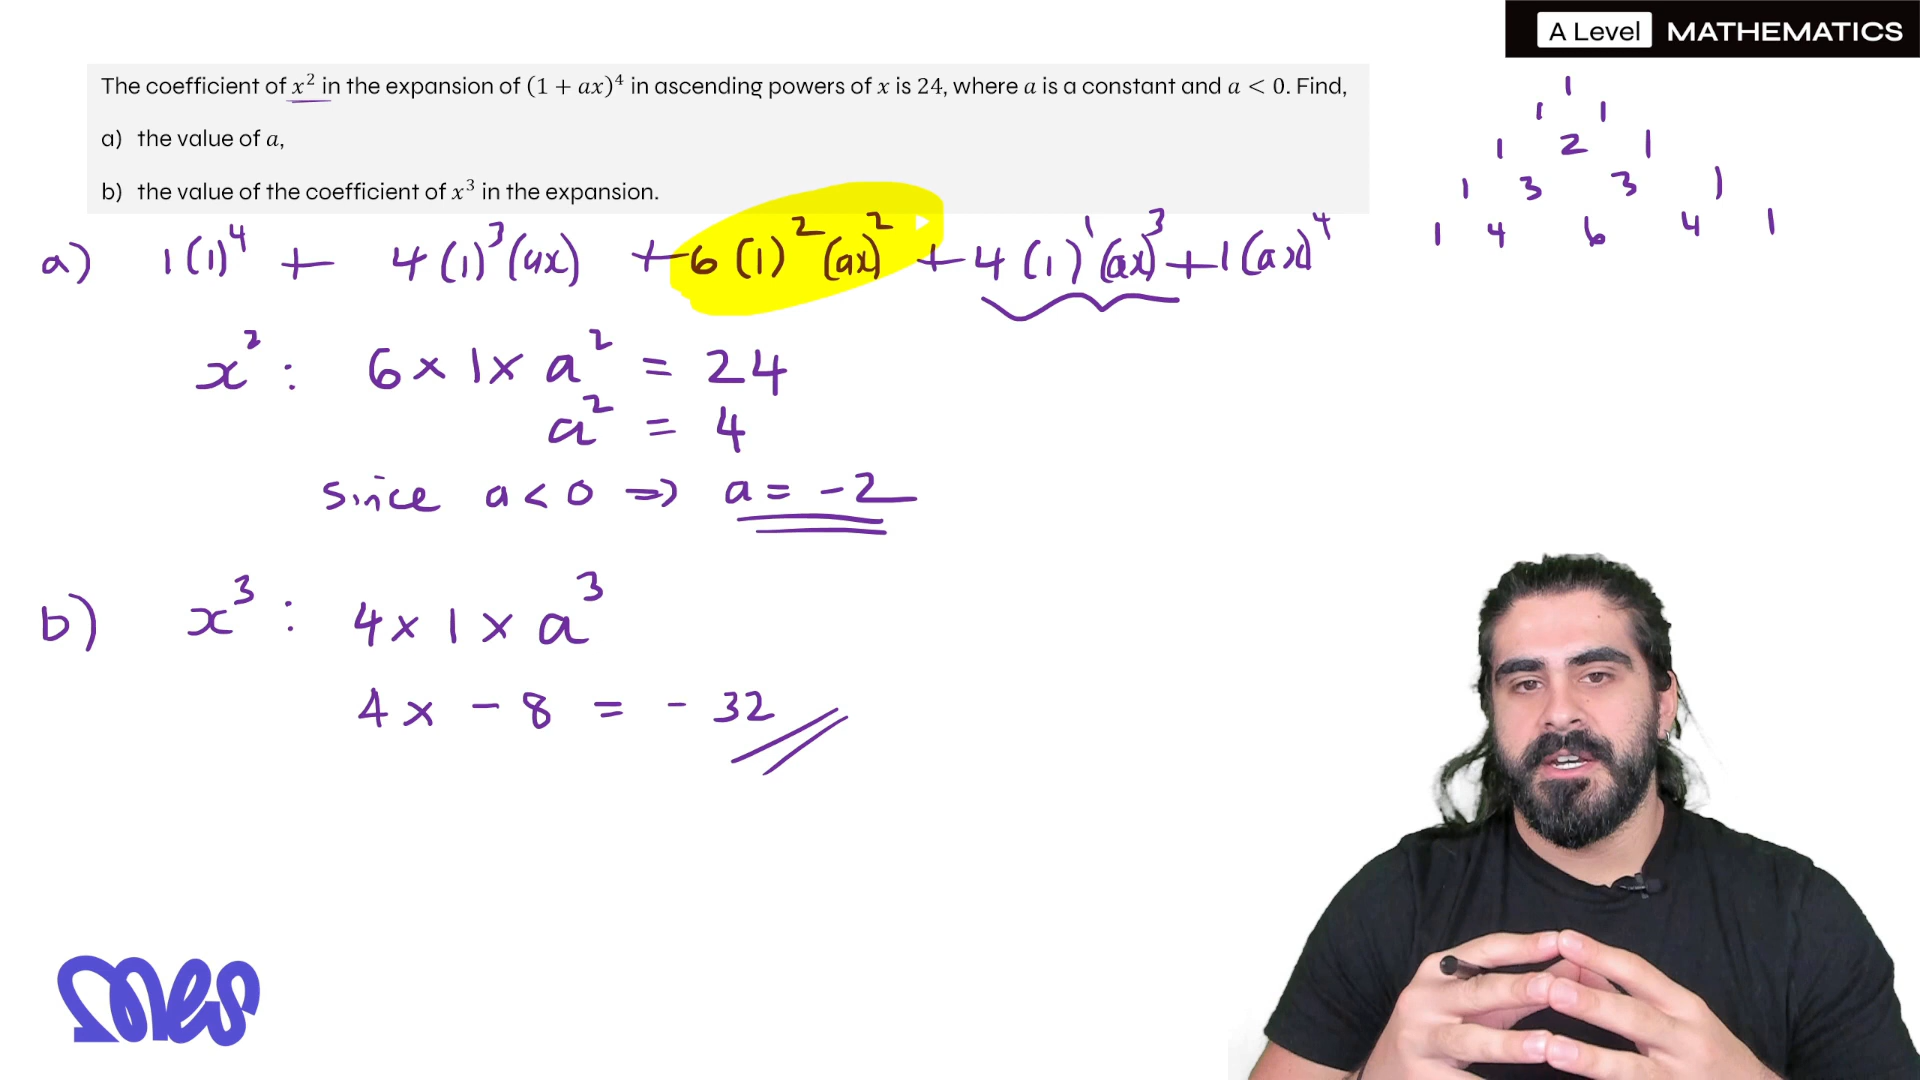 A Level MATHEMATICS
The coefficient of x² in the expansion of (1 + ax)⁴ in ascending powers of x is 24, where a is a constant and a < 0. Find,
a) the value of a,
b) the value of the coefficient of x³ in the expansion.
1
1 1
1 2 1
1 3 3 1
1 4 6 4 1
a) 1(1)⁴ + 4(1)³(ax) + 6(1)²(ax)² + 4(1)¹(ax)³ + 1(ax)⁴
x² : 6 × 1 × a² = 24
a² = 4
since a < 0 ⇒ a = -2
b) x³ : 4 × 1 × a³
4 × - 8 = - 32
mes